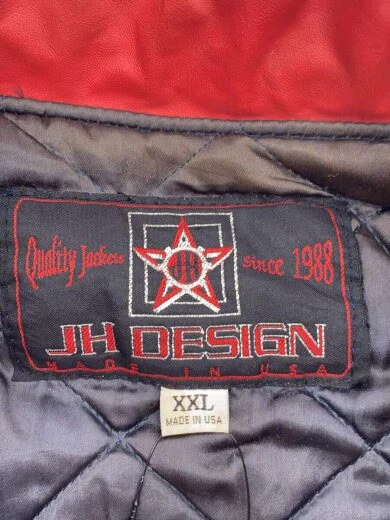 Quality Jackets
JH
since 1988
JH DESIGN
MADE IN USA
XXL
MADE IN USA